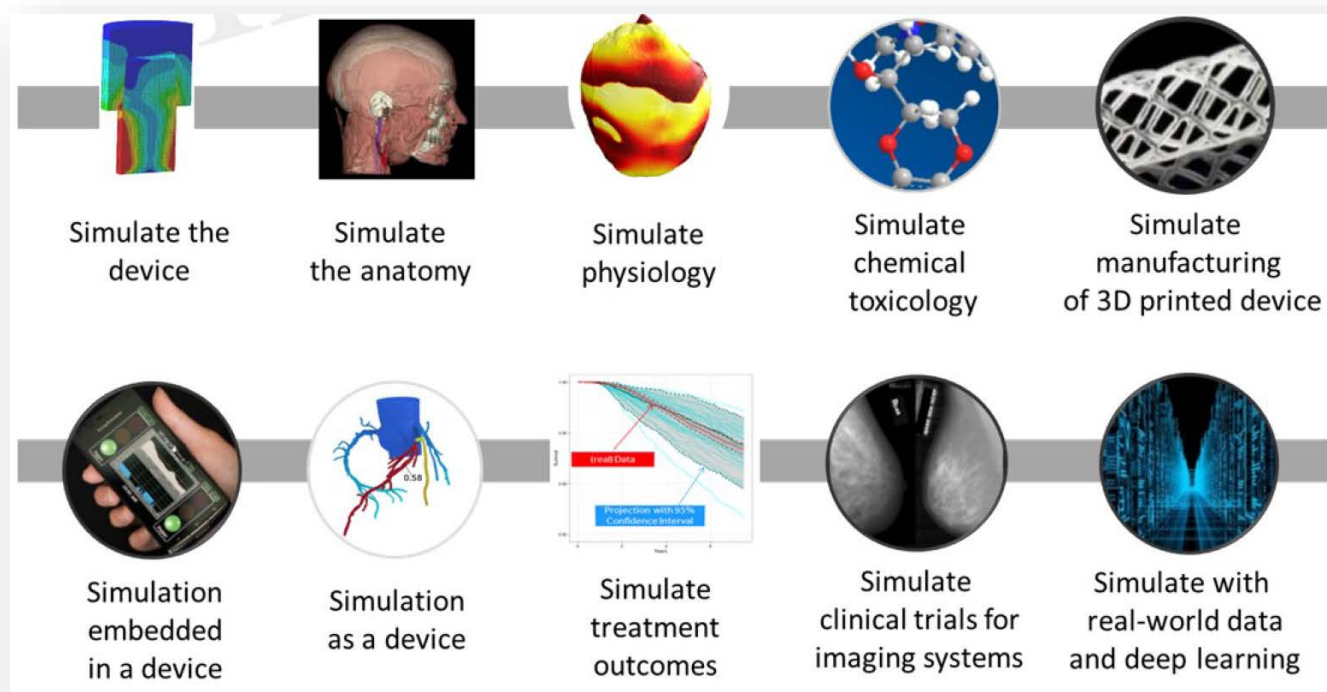 Simulate the
device
Simulate
the anatomy
Simulate
physiology
Simulate
chemical
toxicology
Simulate
manufacturing
of 3D printed device
0.58
(real) Data
Projection with 95%
Confidence Interval
Years
Simulation
embedded
in a device
Simulation
as a device
Simulate
treatment
outcomes
Simulate
clinical trials for
imaging systems
Simulate with
real-world data
and deep learning